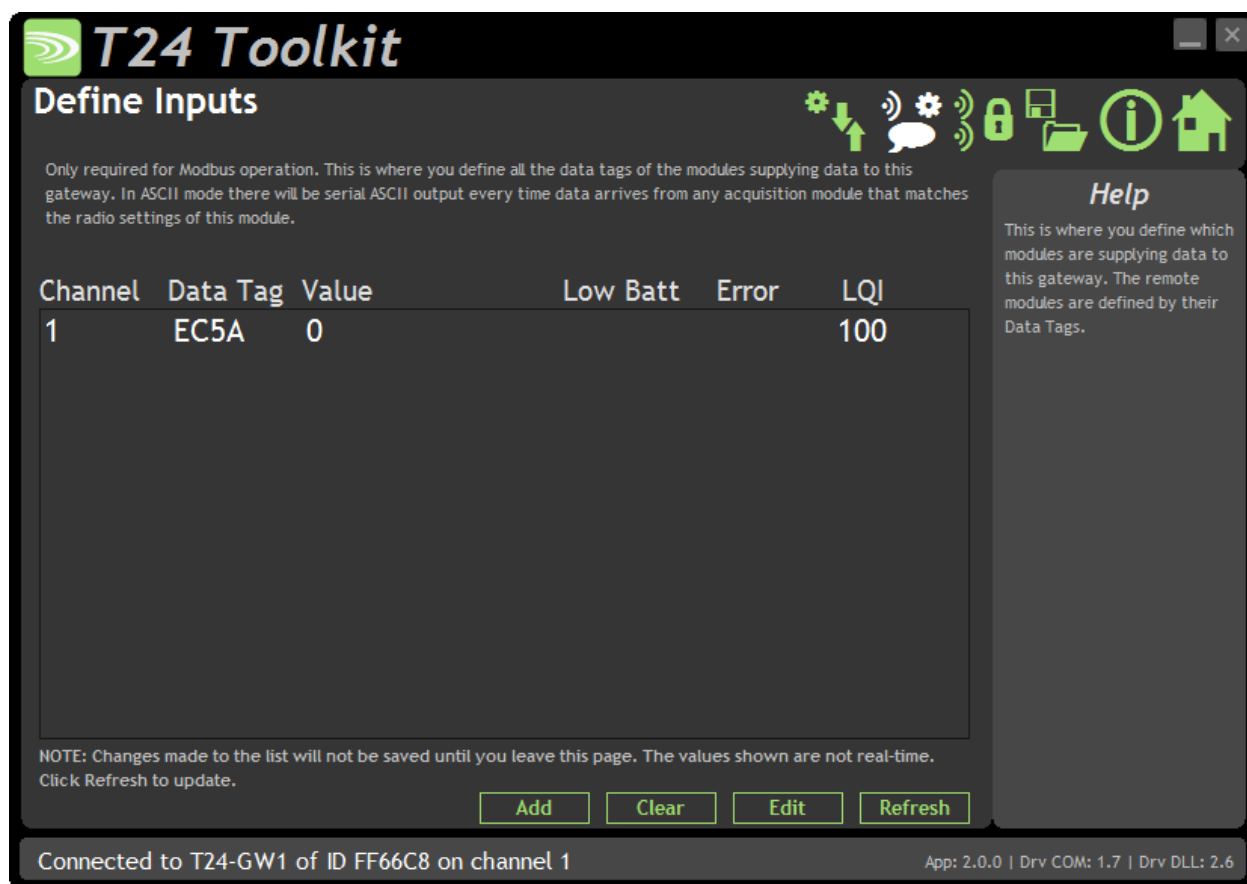 T24 Toolkit
Define Inputs
Only required for Modbus operation. This is where you define all the data tags of the modules supplying data to this
gateway. In ASCII mode there will be serial ASCII output every time data arrives from any acquisition module that matches
the radio settings of this module.
Channel Data Tag Value Low Batt Error LQI
1 EC5A 0 100
NOTE: Changes made to the list will not be saved until you leave this page. The values shown are not real-time.
Click Refresh to update.
Add Clear Edit Refresh
Help
This is where you define which
modules are supplying data to
this gateway. The remote
modules are defined by their
Data Tags.
Connected to T24-GW1 of ID FF66C8 on channel 1
App: 2.0.0 | Drv COM: 1.7 | Drv DLL: 2.6